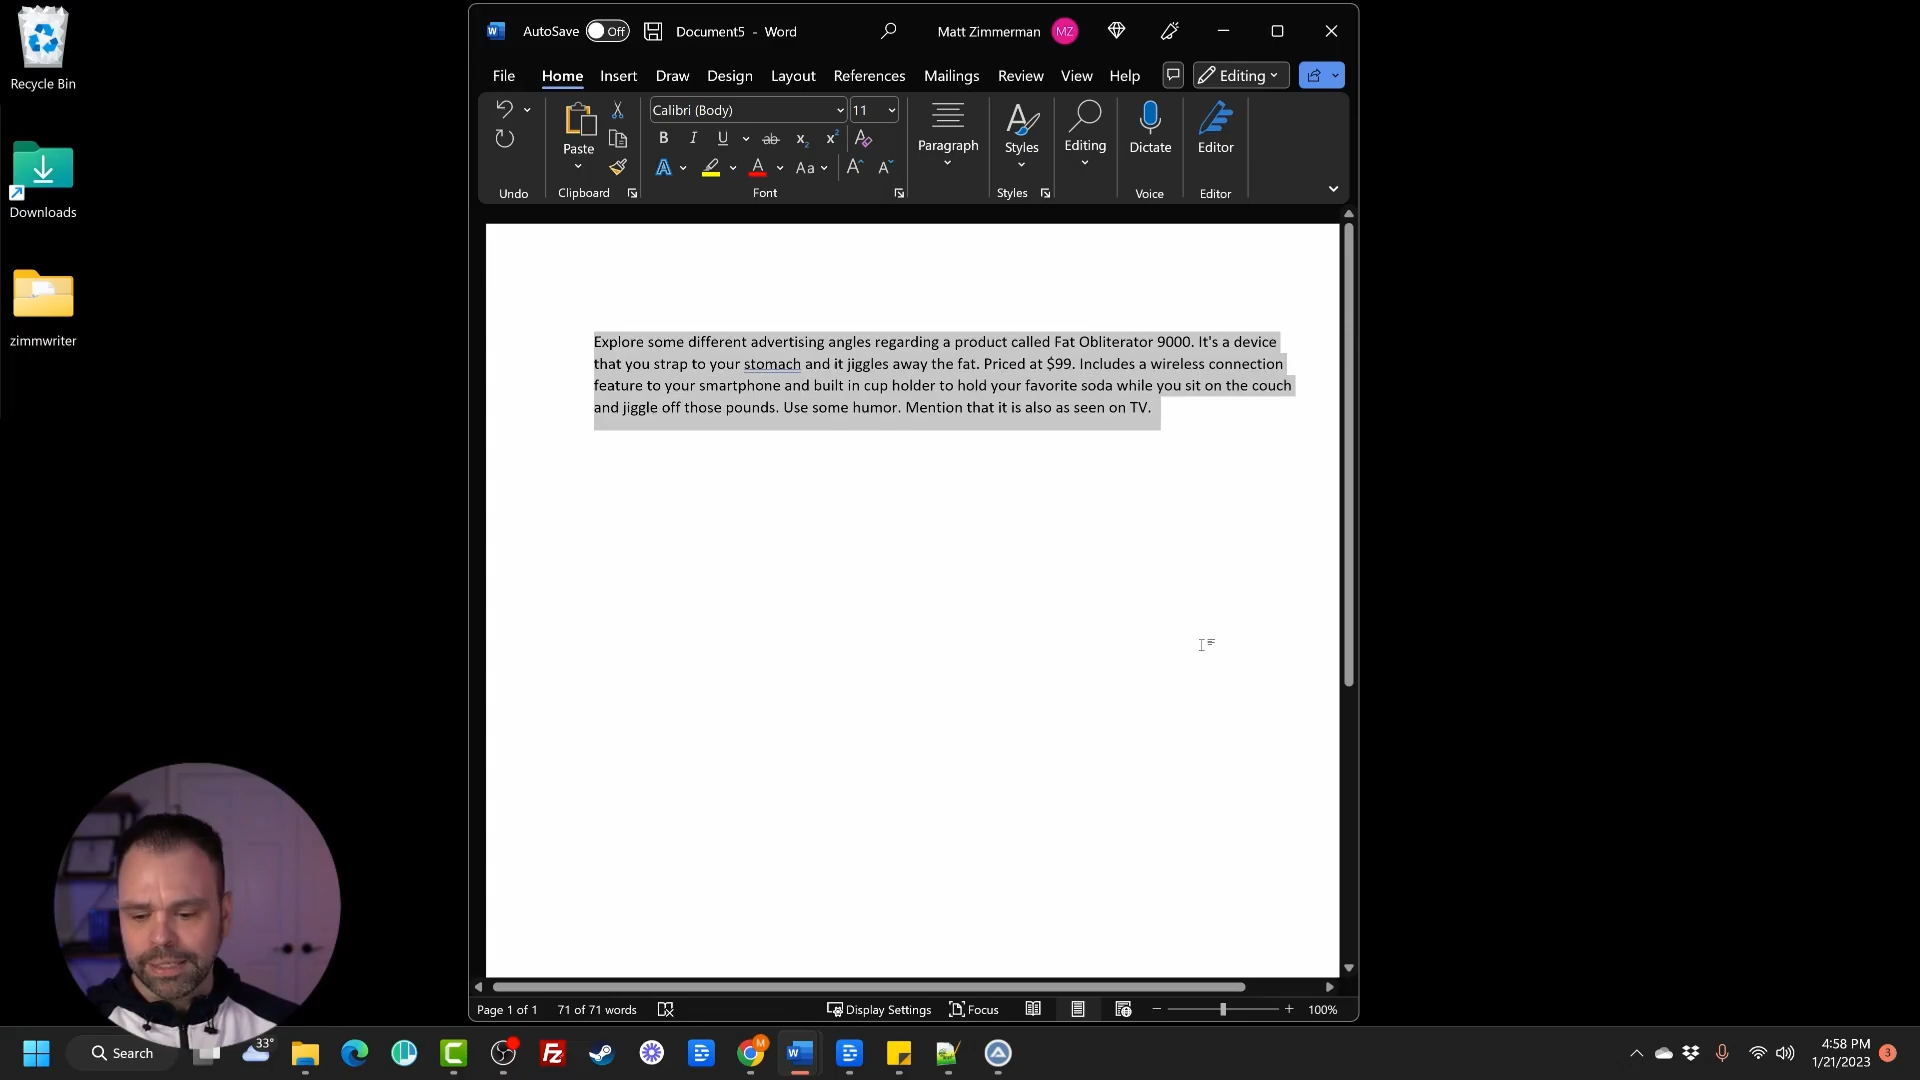 Recycle Bin
Downloads
zimmwriter
AutoSave Off Document5 - Word Matt Zimmerman MZ
File Home Insert Draw Design Layout References Mailings Review View Help Editing
Calibri (Body) 11
Paste
B I U ab x₂ x²
A A Aa A A
Paragraph Styles Editing Dictate Editor
Undo Clipboard Font Styles Voice Editor
Explore some different advertising angles regarding a product called Fat Obliterator 9000. It's a device
that you strap to your stomach and it jiggles away the fat. Priced at $99. Includes a wireless connection
feature to your smartphone and built in cup holder to hold your favorite soda while you sit on the couch
and jiggle off those pounds. Use some humor. Mention that it is also as seen on TV.
Page 1 of 1 71 of 71 words Display Settings Focus 100%
Search 33° M 4:58 PM
1/21/2023 3